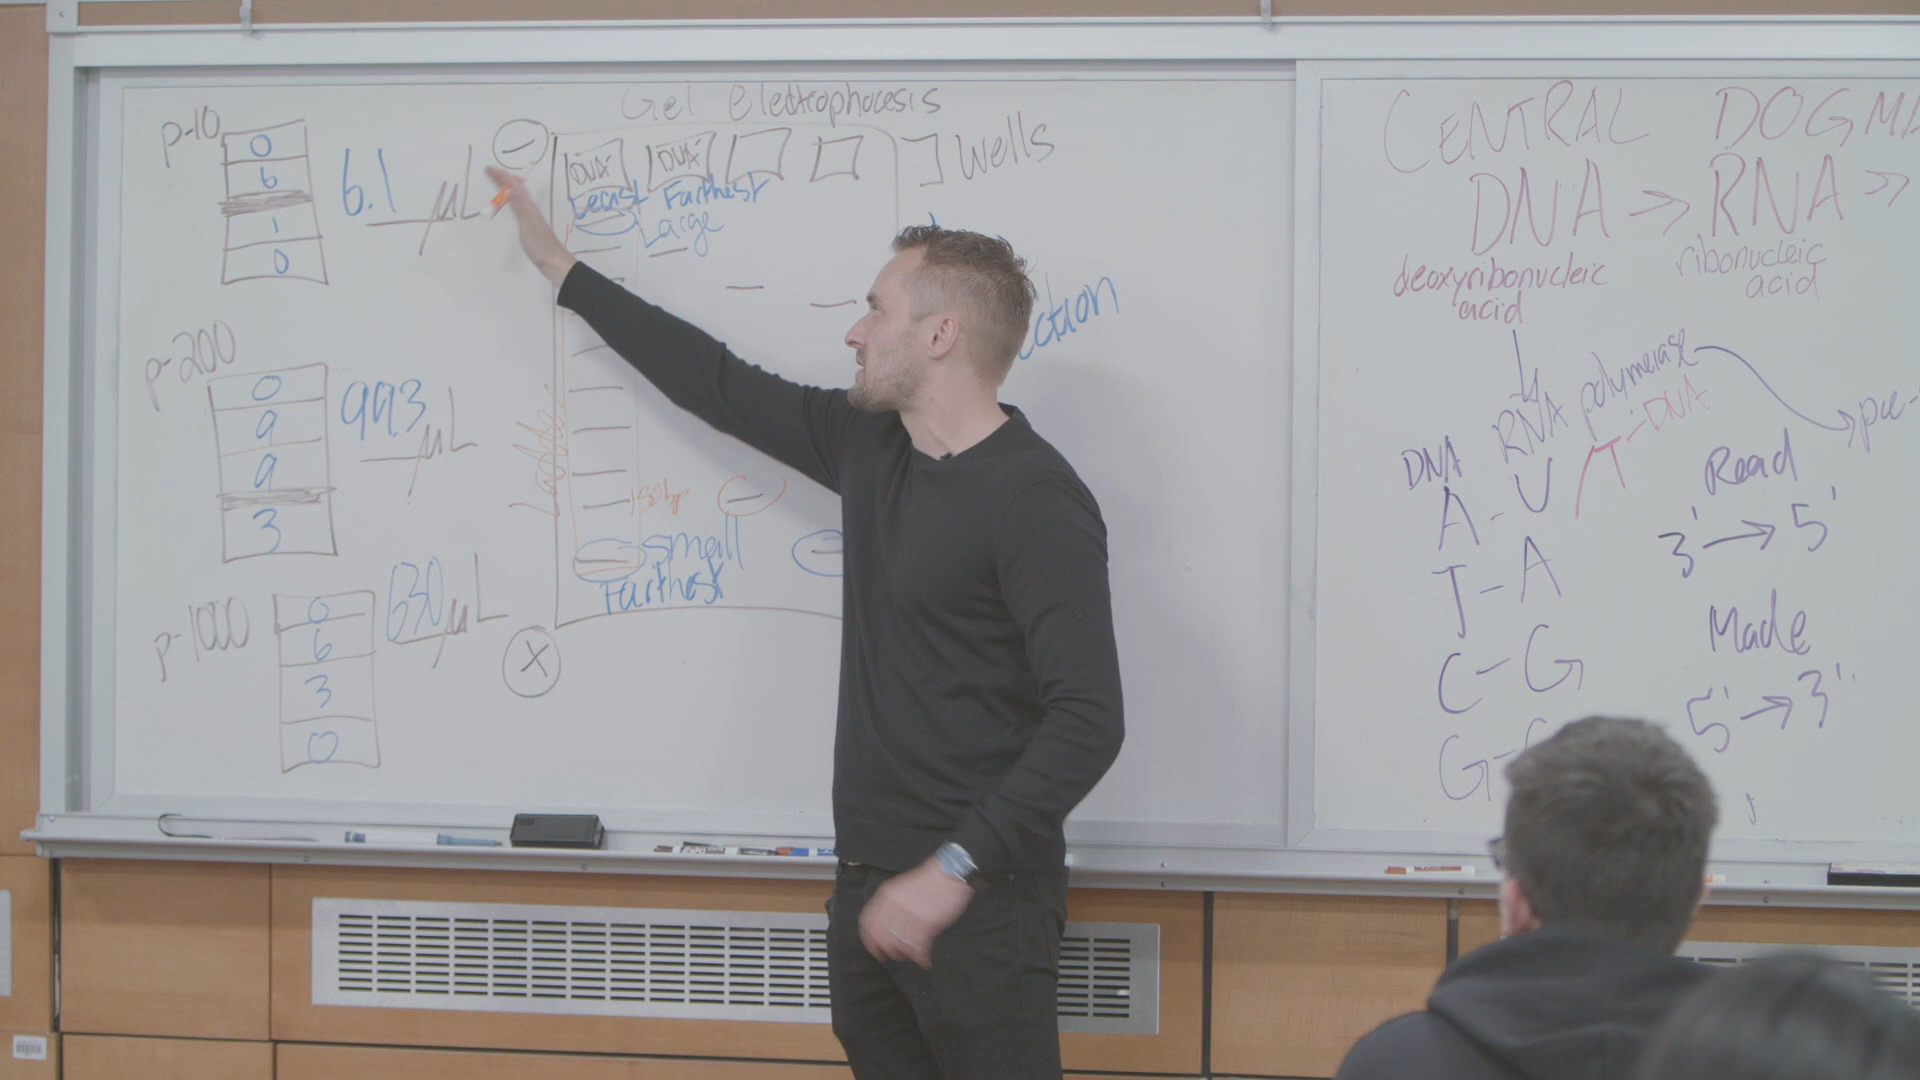 Gel Electrophoresis
p-10
0
6
1
0
6.1 µL
p-200
0
9
9
3
99.3 µL
p-1000
0
6
3
0
630 µL
−
DNA
DNA
] Wells
Least Farthest
Large
Ladder
150bp
small
Farthest
CENTRAL DOGMA
DNA → RNA >>
deoxyribonucleic
acid
ribonucleic
acid
RNA polymerase
T-DNA
pre-
DNA
A - U
T - A
C - G
G -
Read
3' → 5'
Made
5' → 3'